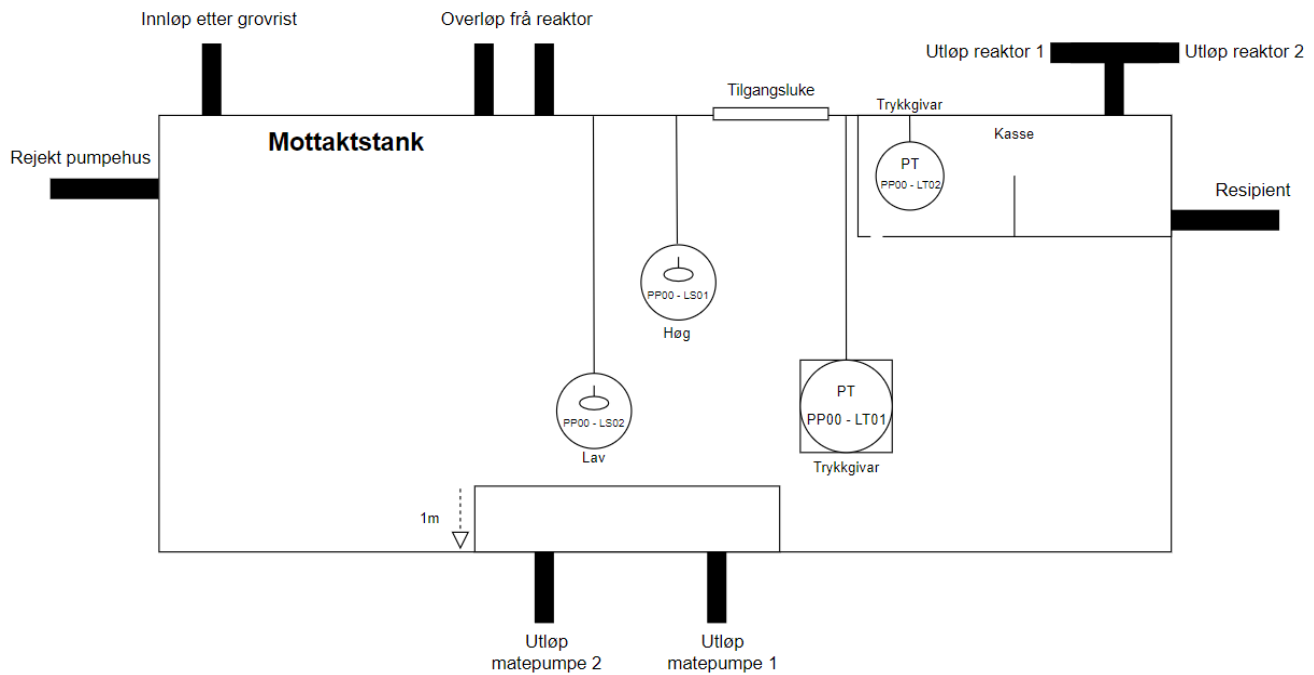 Innløp etter grovrist
Overløp frå reaktor
Utløp reaktor 1
Utløp reaktor 2
Tilgangsluke
Trykkgivar
Mottaktstank
Kasse
Rejekt pumpehus
PT
PP00 - LT02
Resipient
PP00 - LS01
Høg
PT
PP00 - LT01
PP00 - LS02
Lav
Trykkgivar
1m
Utløp
matepumpe 2
Utløp
matepumpe 1